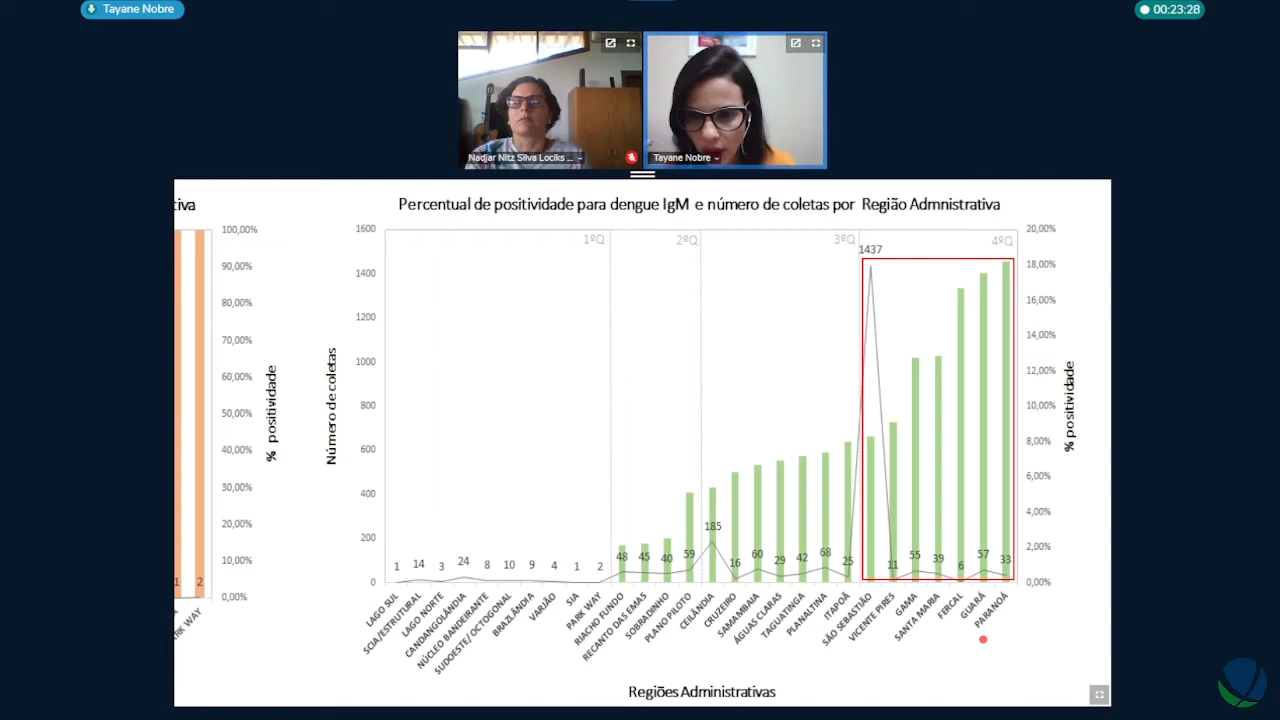 Tayane Nobre
00:23:28
Nadjar Nitz Silva Lociks ...
Tayane Nobre
tiva
Percentual de positividade para dengue IgM e número de coletas por Região Admnistrativa
100,00%
90,00%
80,00%
70,00%
60,00%
50,00%
40,00%
30,00%
20,00%
10,00%
0,00%
% positividade
1
2
ARK WAY
Número de coletas
1600
1400
1200
1000
800
600
400
200
0
1ºQ
2ºQ
3ºQ
4ºQ
1437
1
14
3
24
8
10
9
4
1
2
48
45
40
59
185
16
60
29
42
68
25
11
55
39
6
57
33
20,00%
18,00%
16,00%
14,00%
12,00%
10,00%
8,00%
6,00%
4,00%
2,00%
0,00%
% positividade
LAGO SUL
SCIA/ESTRUTURAL
LAGO NORTE
CANDANGOLÂNDIA
NÚCLEO BANDEIRANTE
SUDOESTE/ OCTOGONAL
BRAZLÂNDIA
VARJÃO
SIA
PARK WAY
RIACHO FUNDO
RECANTO DAS EMAS
SOBRADINHO
PLANO PILOTO
CEILÂNDIA
CRUZEIRO
SAMAMBAIA
ÁGUAS CLARAS
TAGUATINGA
PLANALTINA
ITAPOÃ
SÃO SEBASTIÃO
VICENTE PIRES
GAMA
SANTA MARIA
FERCAL
GUARÁ
PARANOÁ
Regiões Administrativas